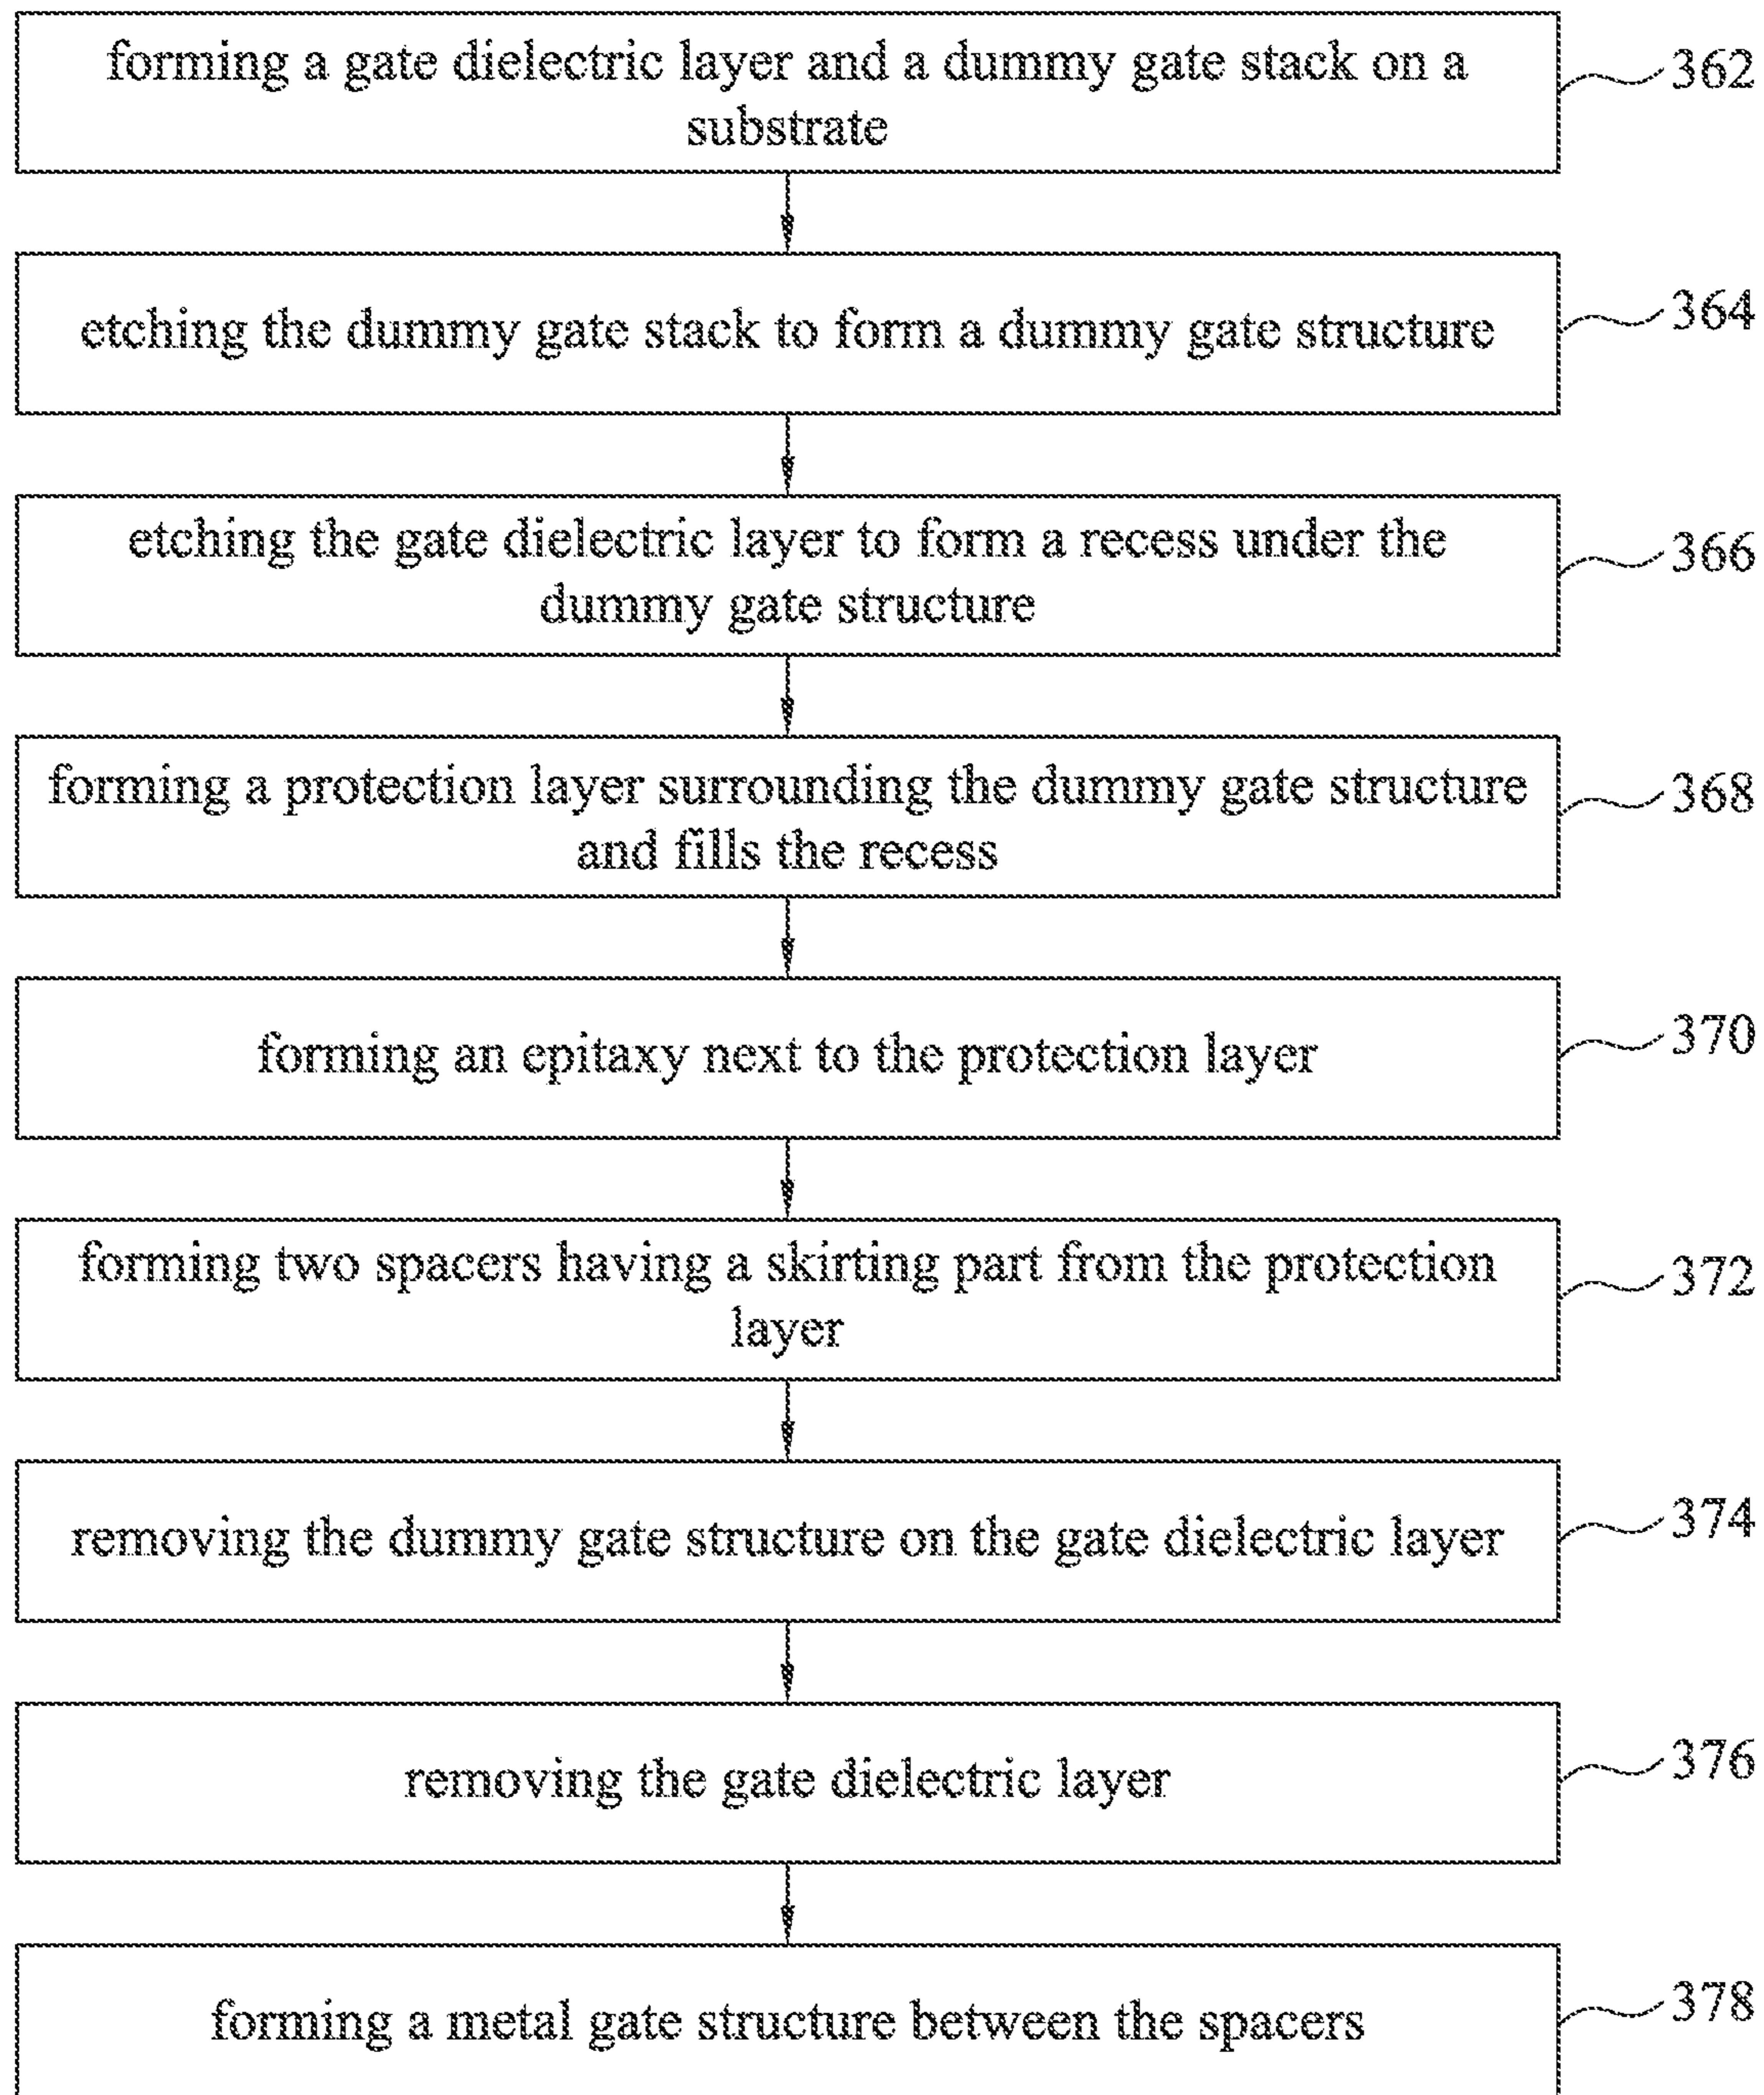 forming a gate dielectric layer and a dummy gate stack on a
substrate
362
etching the dummy gate stack to form a dummy gate structure
364
etching the gate dielectric layer to form a recess under the
dummy gate structure
366
forming a protection layer surrounding the dummy gate structure
and fills the recess
368
forming an epitaxy next to the protection layer
370
forming two spacers having a skirting part from the protection
layer
372
removing the dummy gate structure on the gate dielectric layer
374
removing the gate dielectric layer
376
forming a metal gate structure between the spacers
378